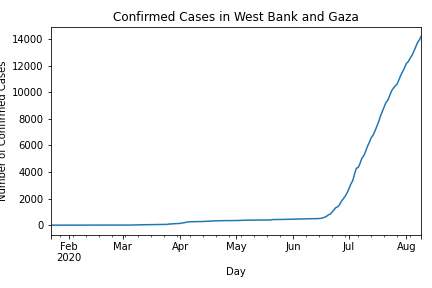 Confirmed Cases in West Bank and Gaza
Number of Confirmed Cases
14000
12000
10000
8000
6000
4000
2000
0
Feb Mar Apr May Jun Jul Aug
2020
Day